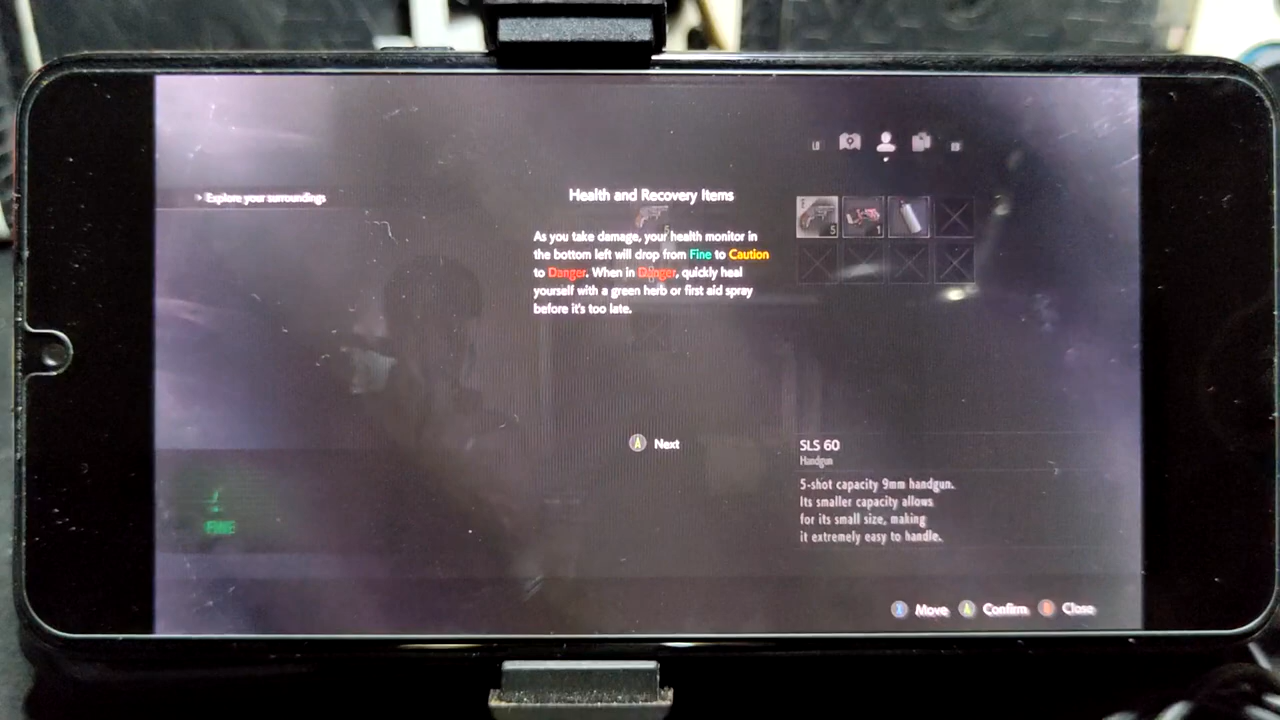 Explore your surroundings
Health and Recovery Items
As you take damage, your health monitor in
the bottom left will drop from Fine to Caution
to Danger. When in Danger, quickly heal
yourself with a green herb or first aid spray
before it's too late.
A Next
5
1
SLS 60
Handgun
5-shot capacity 9mm handgun.
Its smaller capacity allows
for its small size, making
it extremely easy to handle.
FINE
X Move A Confirm B Close